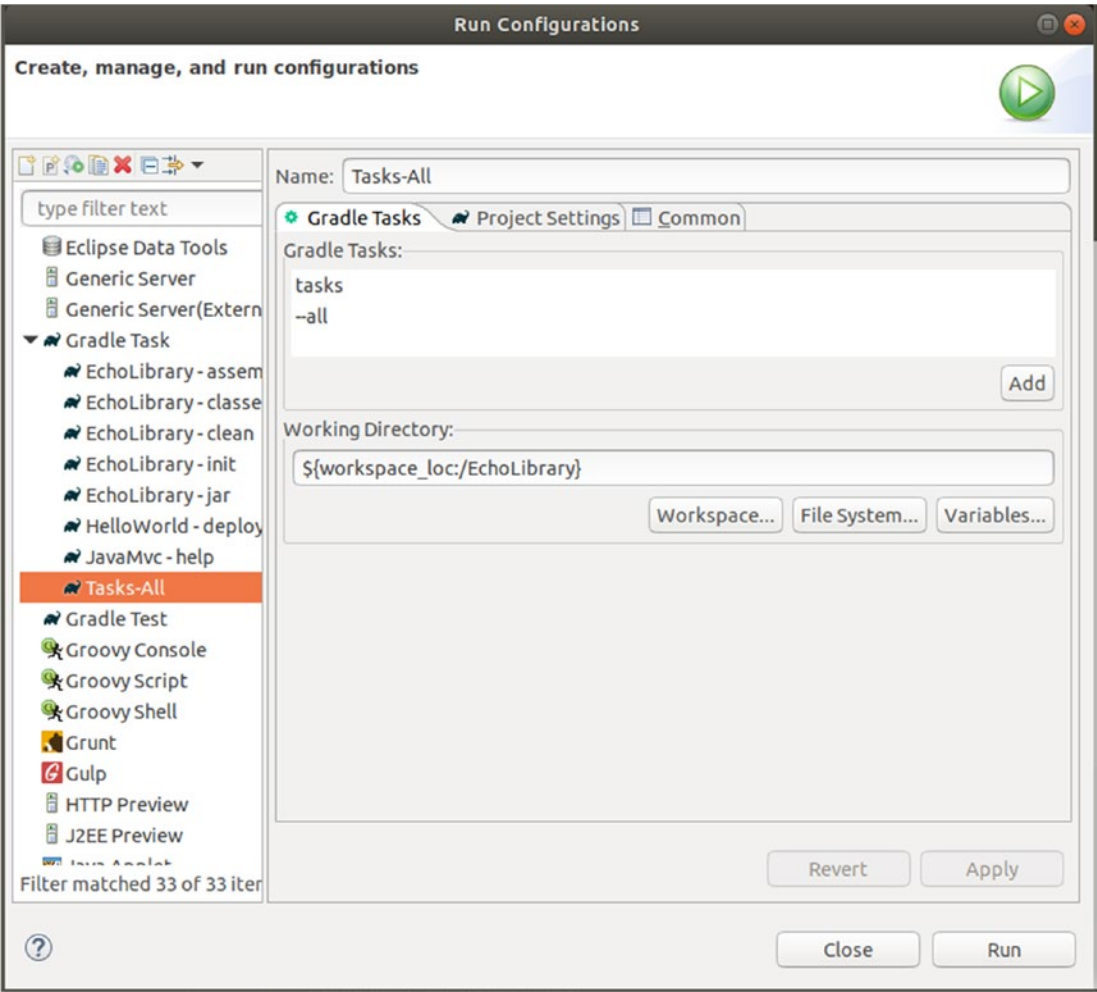 Run Configurations
Create, manage, and run configurations
type filter text
Eclipse Data Tools
Generic Server
Generic Server(Extern
Gradle Task
EchoLibrary - assem
EchoLibrary - classe
EchoLibrary - clean
EchoLibrary - init
EchoLibrary - jar
HelloWorld - deploy
JavaMvc - help
Tasks-All
Gradle Test
Groovy Console
Groovy Script
Groovy Shell
Grunt
Gulp
HTTP Preview
J2EE Preview
Java Applet
Filter matched 33 of 33 iter
Name: Tasks-All
Gradle Tasks Project Settings Common
Gradle Tasks:
tasks
--all
Add
Working Directory:
${workspace_loc:/EchoLibrary}
Workspace... File System... Variables...
Revert Apply
Close Run